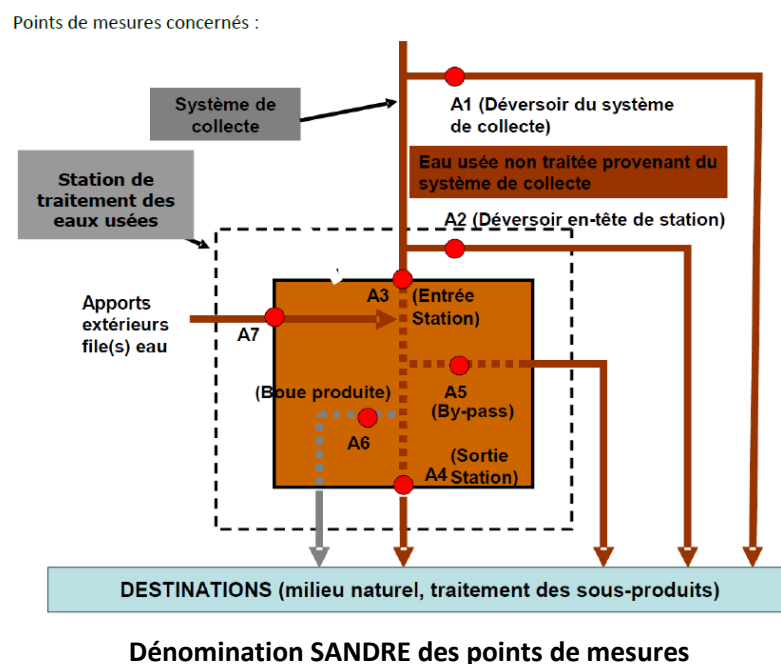 Points de mesures concernés :
Système de
collecte
A1 (Déversoir du système
de collecte)
Station de
traitement des
eaux usées
Eau usée non traitée provenant du
système de collecte
A2 (Déversoir en-tête de station)
Apports
extérieurs
file(s) eau
A7
A3
(Entrée
Station)
(Boue produite)
A6
A5
(By-pass)
A4
(Sortie
Station)
DESTINATIONS (milieu naturel, traitement des sous-produits)
Dénomination SANDRE des points de mesures